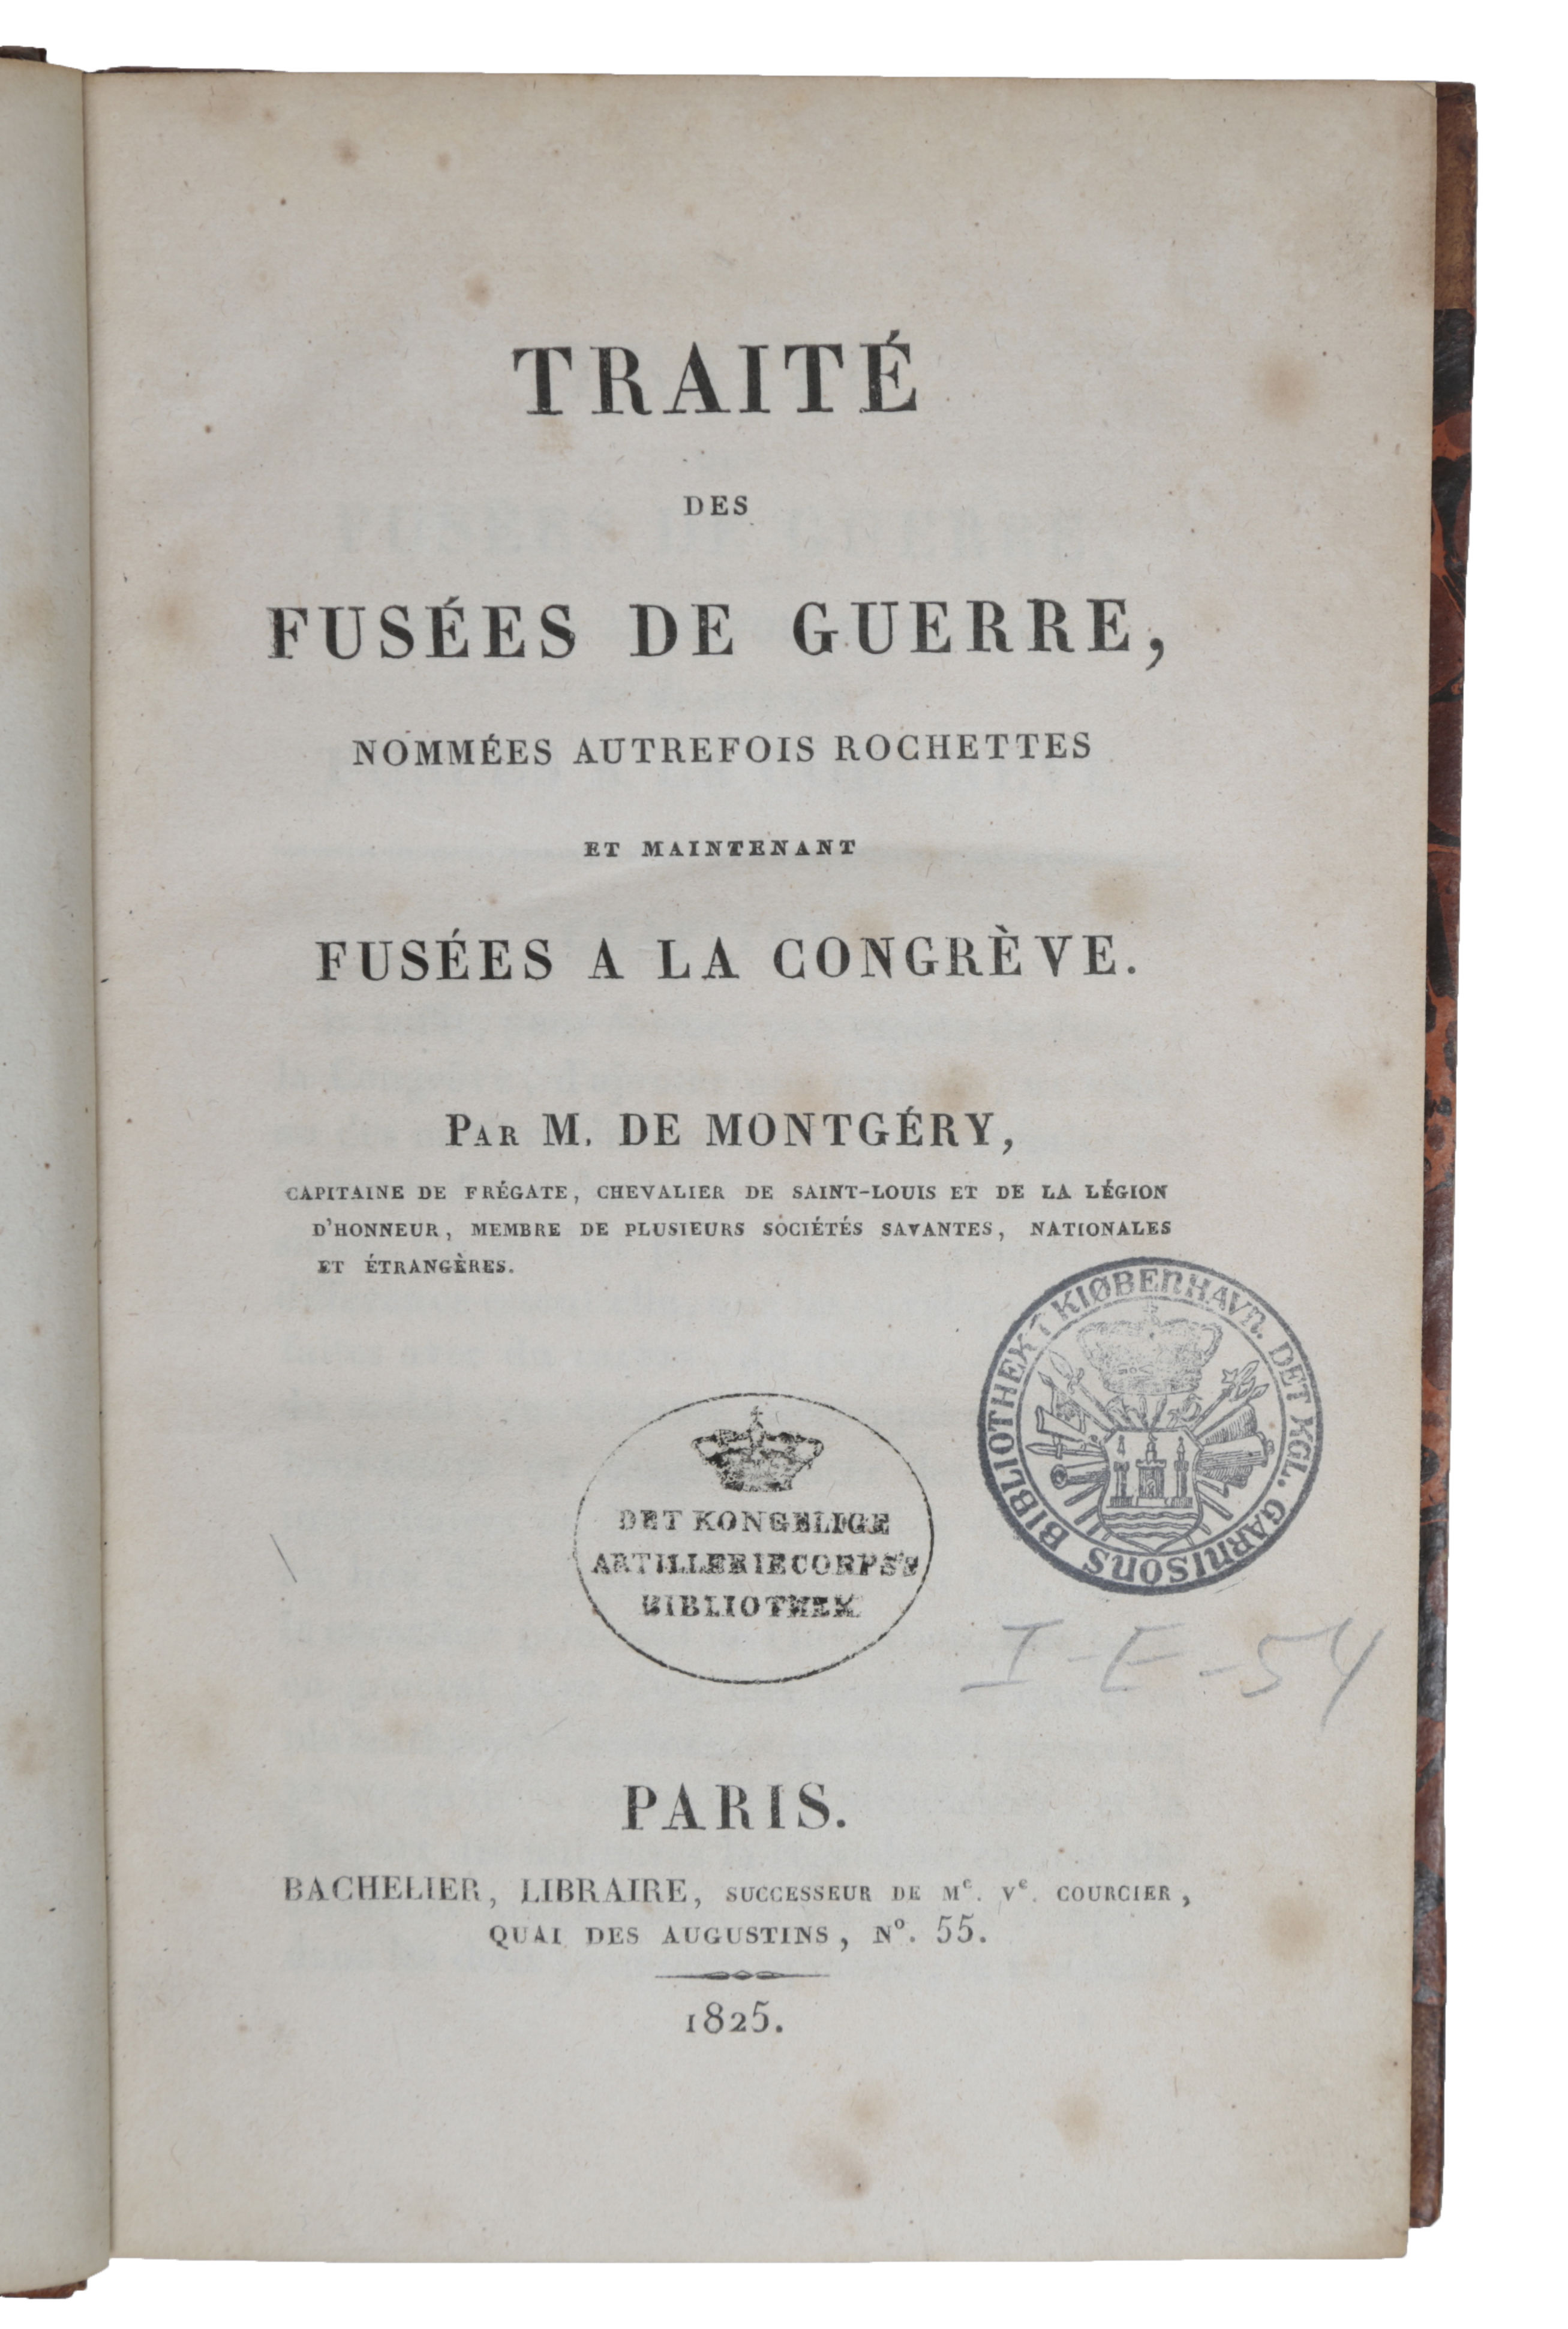 TRAITÉ
DES
FUSÉES DE GUERRE,
NOMMÉES AUTREFOIS ROCHETTES
ET MAINTENANT
FUSÉES A LA CONGRÈVE.
PAR M. DE MONTGÉRY,
CAPITAINE DE FRÉGATE, CHEVALIER DE SAINT-LOUIS ET DE LA LÉGION
D'HONNEUR, MEMBRE DE PLUSIEURS SOCIÉTÉS SAVANTES, NATIONALES
ET ÉTRANGÈRES.
DET KGL. GARNISONS BIBLIOTHEK I KIØBENHAVN.
DET KONGELIGE
ARTILLERIECORPS'S
BIBLIOTHEK
I-E-54
PARIS.
BACHELIER, LIBRAIRE, SUCCESSEUR DE Me. Ve. COURCIER,
QUAI DES AUGUSTINS, No. 55.
1825.